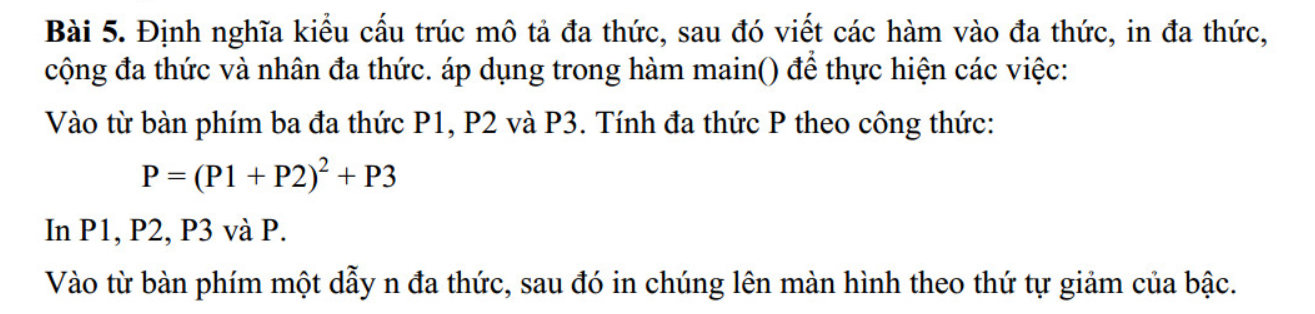 Bài 5. Định nghĩa kiểu cấu trúc mô tả đa thức, sau đó viết các hàm vào đa thức, in đa thức,
cộng đa thức và nhân đa thức. áp dụng trong hàm main() để thực hiện các việc:
Vào từ bàn phím ba đa thức P1, P2 và P3. Tính đa thức P theo công thức:
P = (P1 + P2)² + P3
In P1, P2, P3 và P.
Vào từ bàn phím một dẫy n đa thức, sau đó in chúng lên màn hình theo thứ tự giảm của bậc.